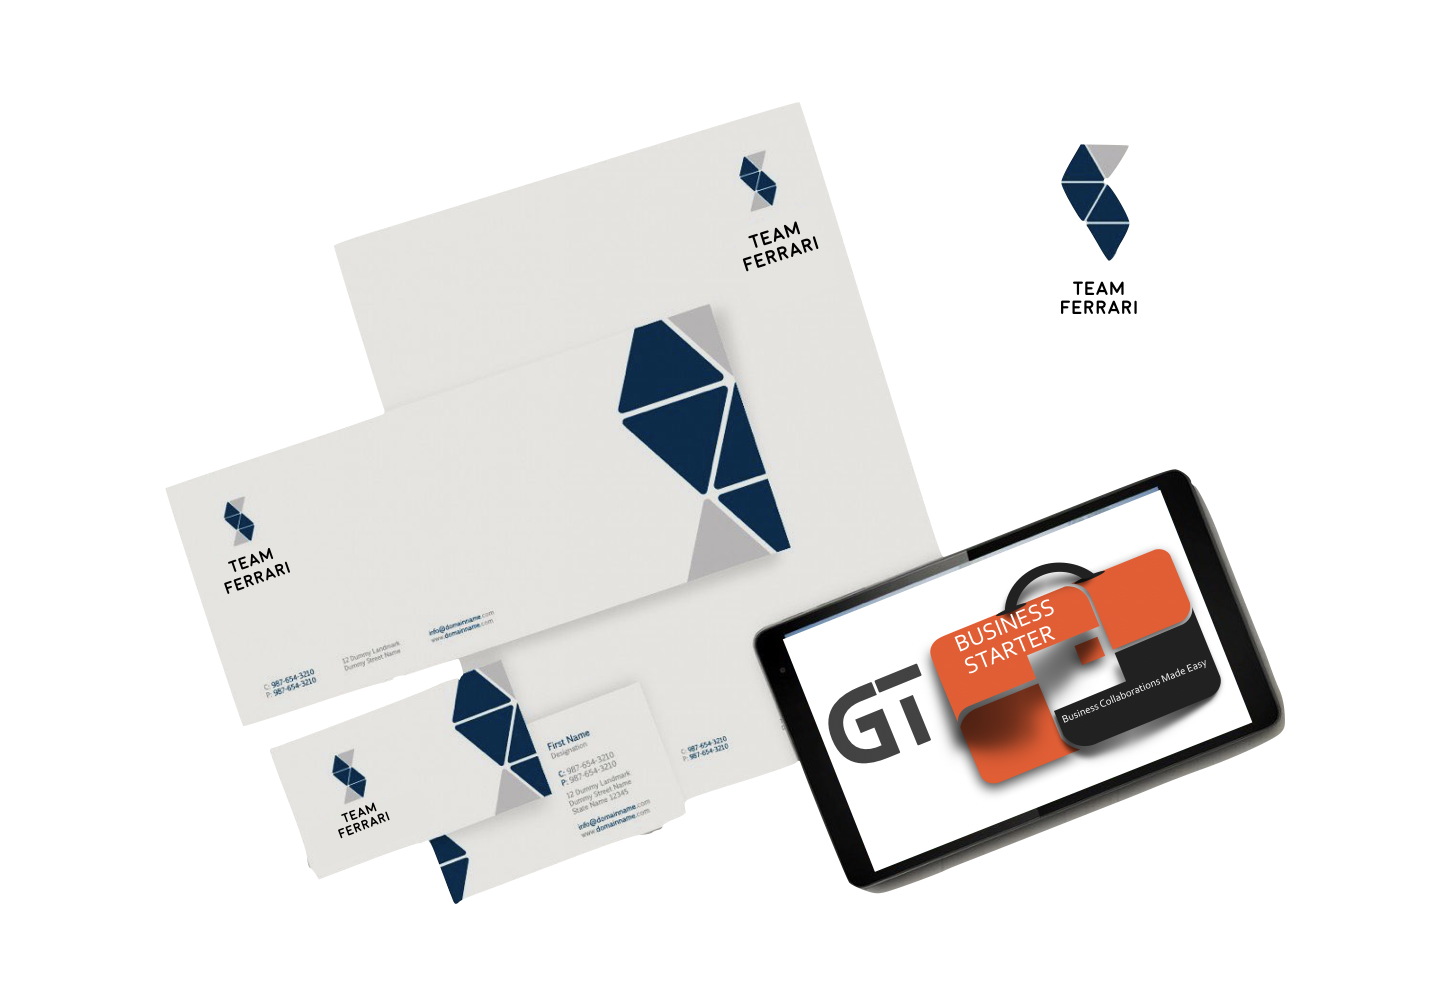 TEAM
FERRARI
TEAM
FERRARI
TEAM
FERRARI
C: 987-654-3210
P: 987-654-3210
12 Dummy Landmark
Dummy Street Name
info@domainname.com
www.domainname.com
TEAM
FERRARI
First Name
Designation
C: 987-654-3210
P: 987-654-3210
12 Dummy Landmark
Dummy Street Name
State Name 12345
info@domainname.com
www.domainname.com
C: 987-654-3210
P: 987-654-3210
GT
BUSINESS
STARTER
Business Collaborations Made Easy